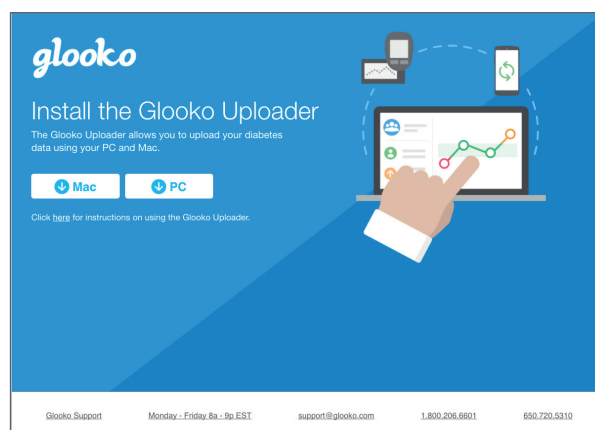 glooko
Install the Glooko Uploader
The Glooko Uploader allows you to upload your diabetes
data using your PC and Mac.
Mac
PC
Click here for instructions on using the Glooko Uploader.
Glooko Support
Monday - Friday 8a - 9p EST
support@glooko.com
1.800.206.6601
650.720.5310